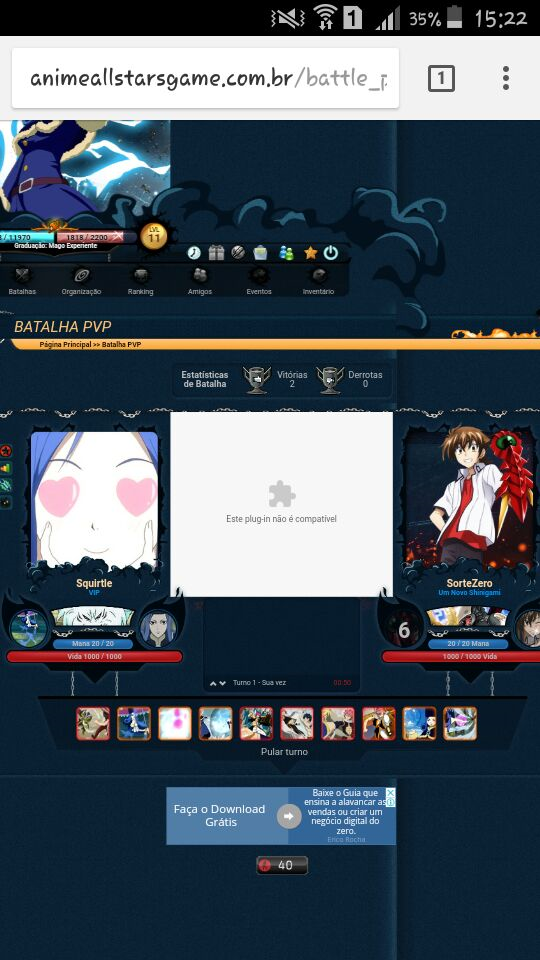 1
35%
15:22
animeallstarsgame.com.br/battle_p
1
/ 11970
1818 / 2200
LVL
11
Graduação: Mago Experiente
Batalhas
Organização
Ranking
Amigos
Eventos
Inventário
BATALHA PVP
Página Principal >> Batalha PVP
Estatísticas
de Batalha
Vitórias
2
Derrotas
0
Este plug-in não é compatível
Squirtle
VIP
SorteZero
Um Novo Shinigami
6
Mana 20 / 20
20 / 20 Mana
Vida 1000 / 1000
1000 / 1000 Vida
Turno 1 - Sua vez
00:50
Pular turno
Faça o Download
Grátis
Baixe o Guia que
ensina a alavancar as
vendas ou criar um
negócio digital do
zero.
Erico Rocha
40